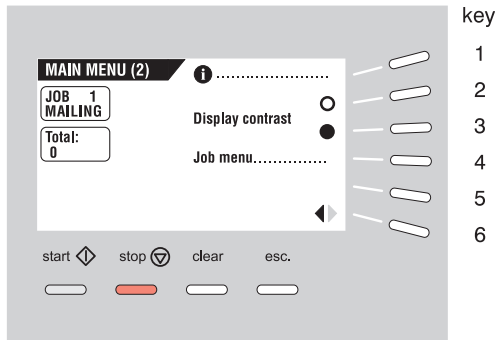 key
MAIN MENU (2)
i ........................
1
JOB 1
MAILING
2
Display contrast
3
Total:
0
Job menu...............
4
5
6
start stop clear esc.